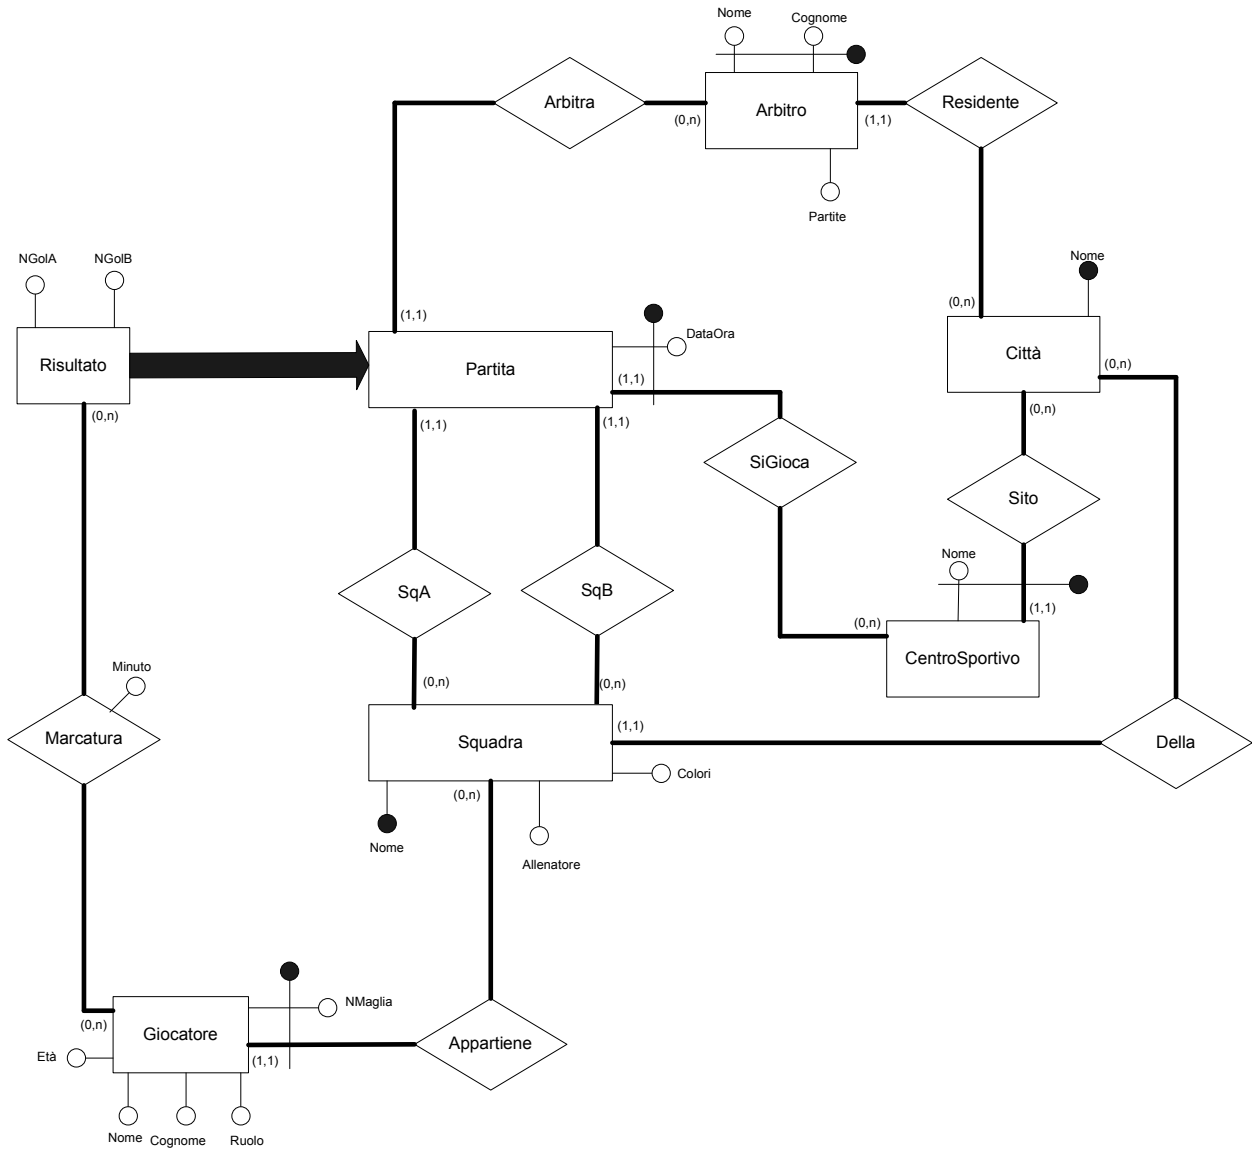 Nome
Cognome
Arbitra
Arbitro
Residente
(0,n)
(1,1)
Partite
NGolA
NGolB
Nome
(1,1)
(0,n)
DataOra
Risultato
Partita
Città
(0,n)
(1,1)
(0,n)
(0,n)
(1,1)
(1,1)
SiGioca
Sito
Nome
SqA
SqB
(0,n)
(1,1)
CentroSportivo
Minuto
(0,n)
(0,n)
(1,1)
Marcatura
Squadra
Della
Colori
(0,n)
Nome
Allenatore
NMaglia
(0,n)
Giocatore
Appartiene
Età
(1,1)
Nome
Cognome
Ruolo